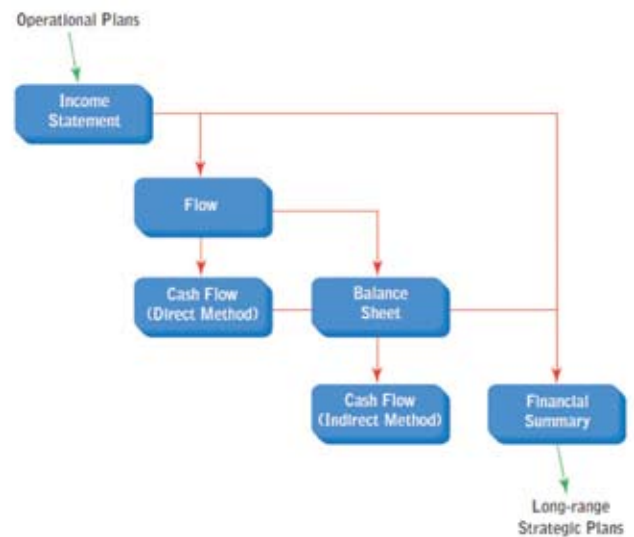 Operational Plans
Income
Statement
Flow
Cash Flow
(Direct Method)
Balance
Sheet
Cash Flow
(Indirect Method)
Financial
Summary
Long-range
Strategic Plans